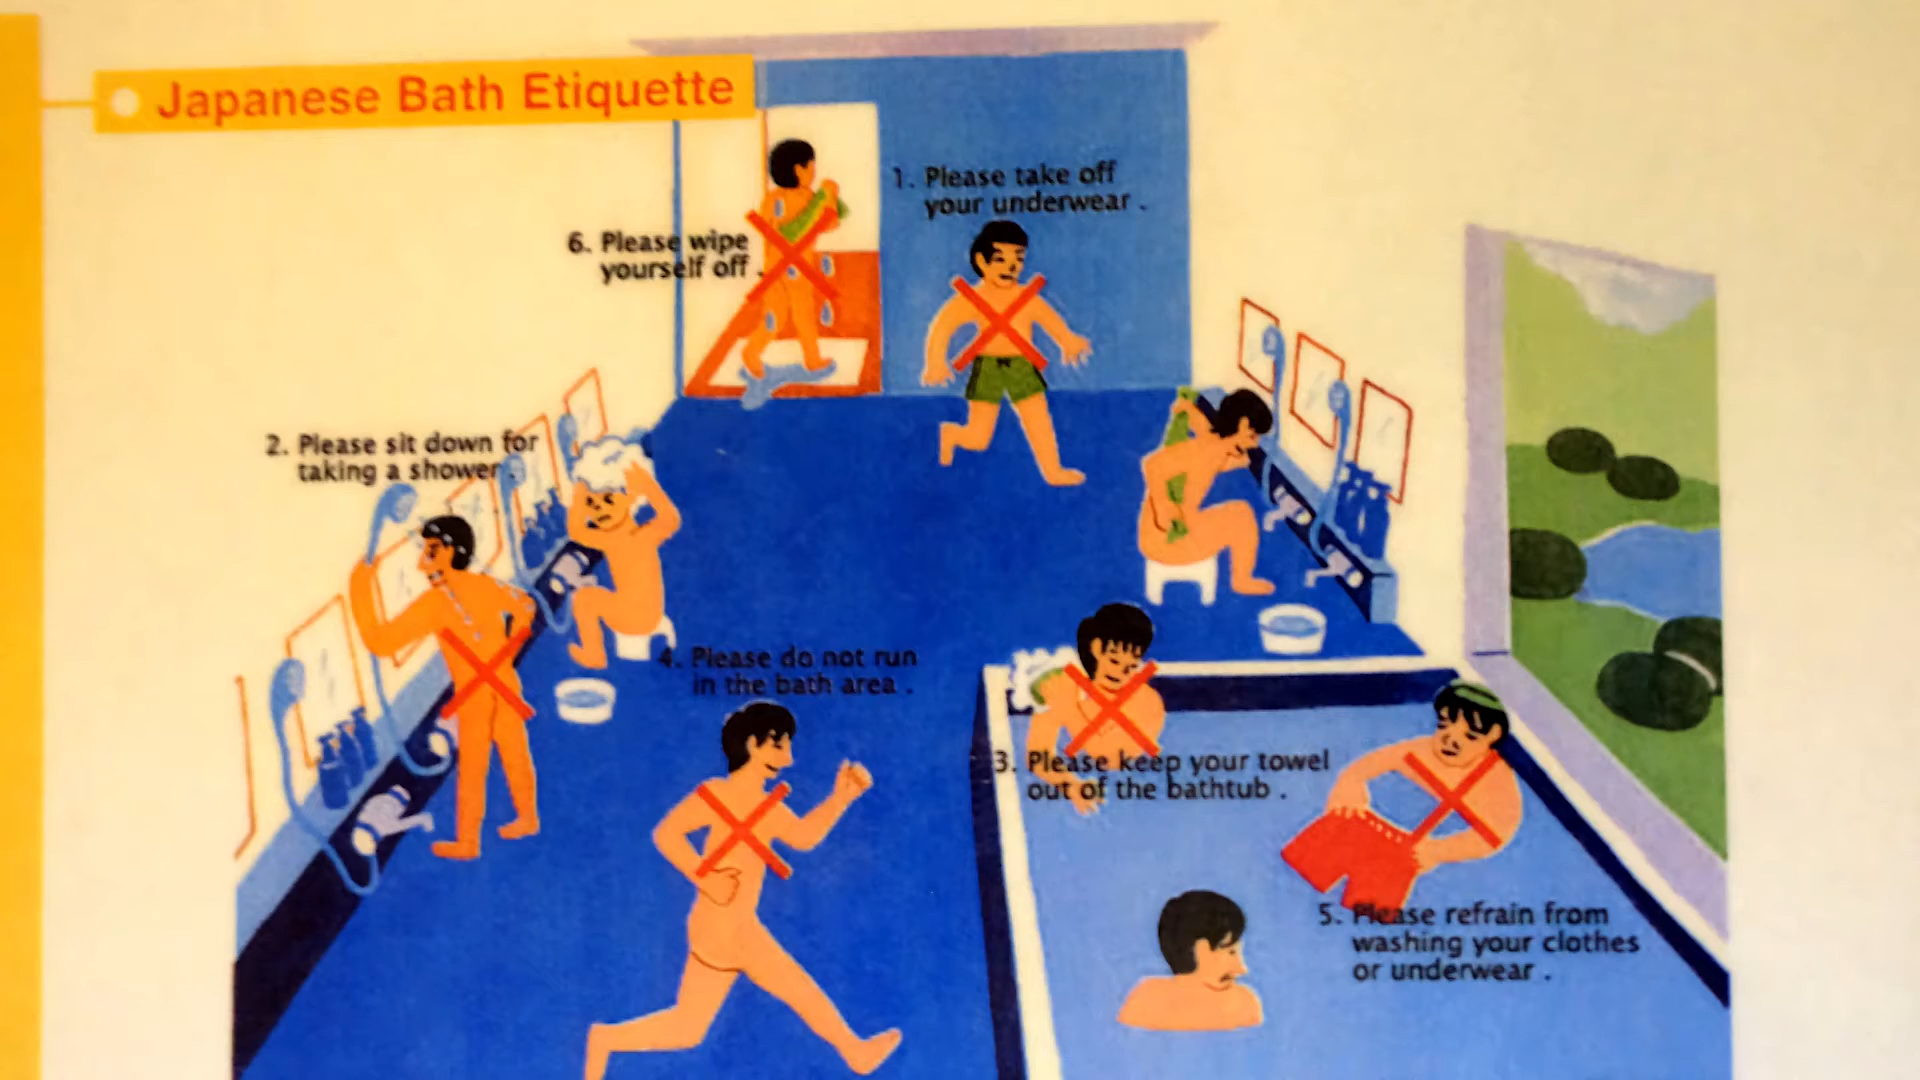 Japanese Bath Etiquette
1. Please take off
your underwear .
6. Please wipe
yourself off .
2. Please sit down for
taking a shower .
4. Please do not run
in the bath area .
3. Please keep your towel
out of the bathtub .
5. Please refrain from
washing your clothes
or underwear .